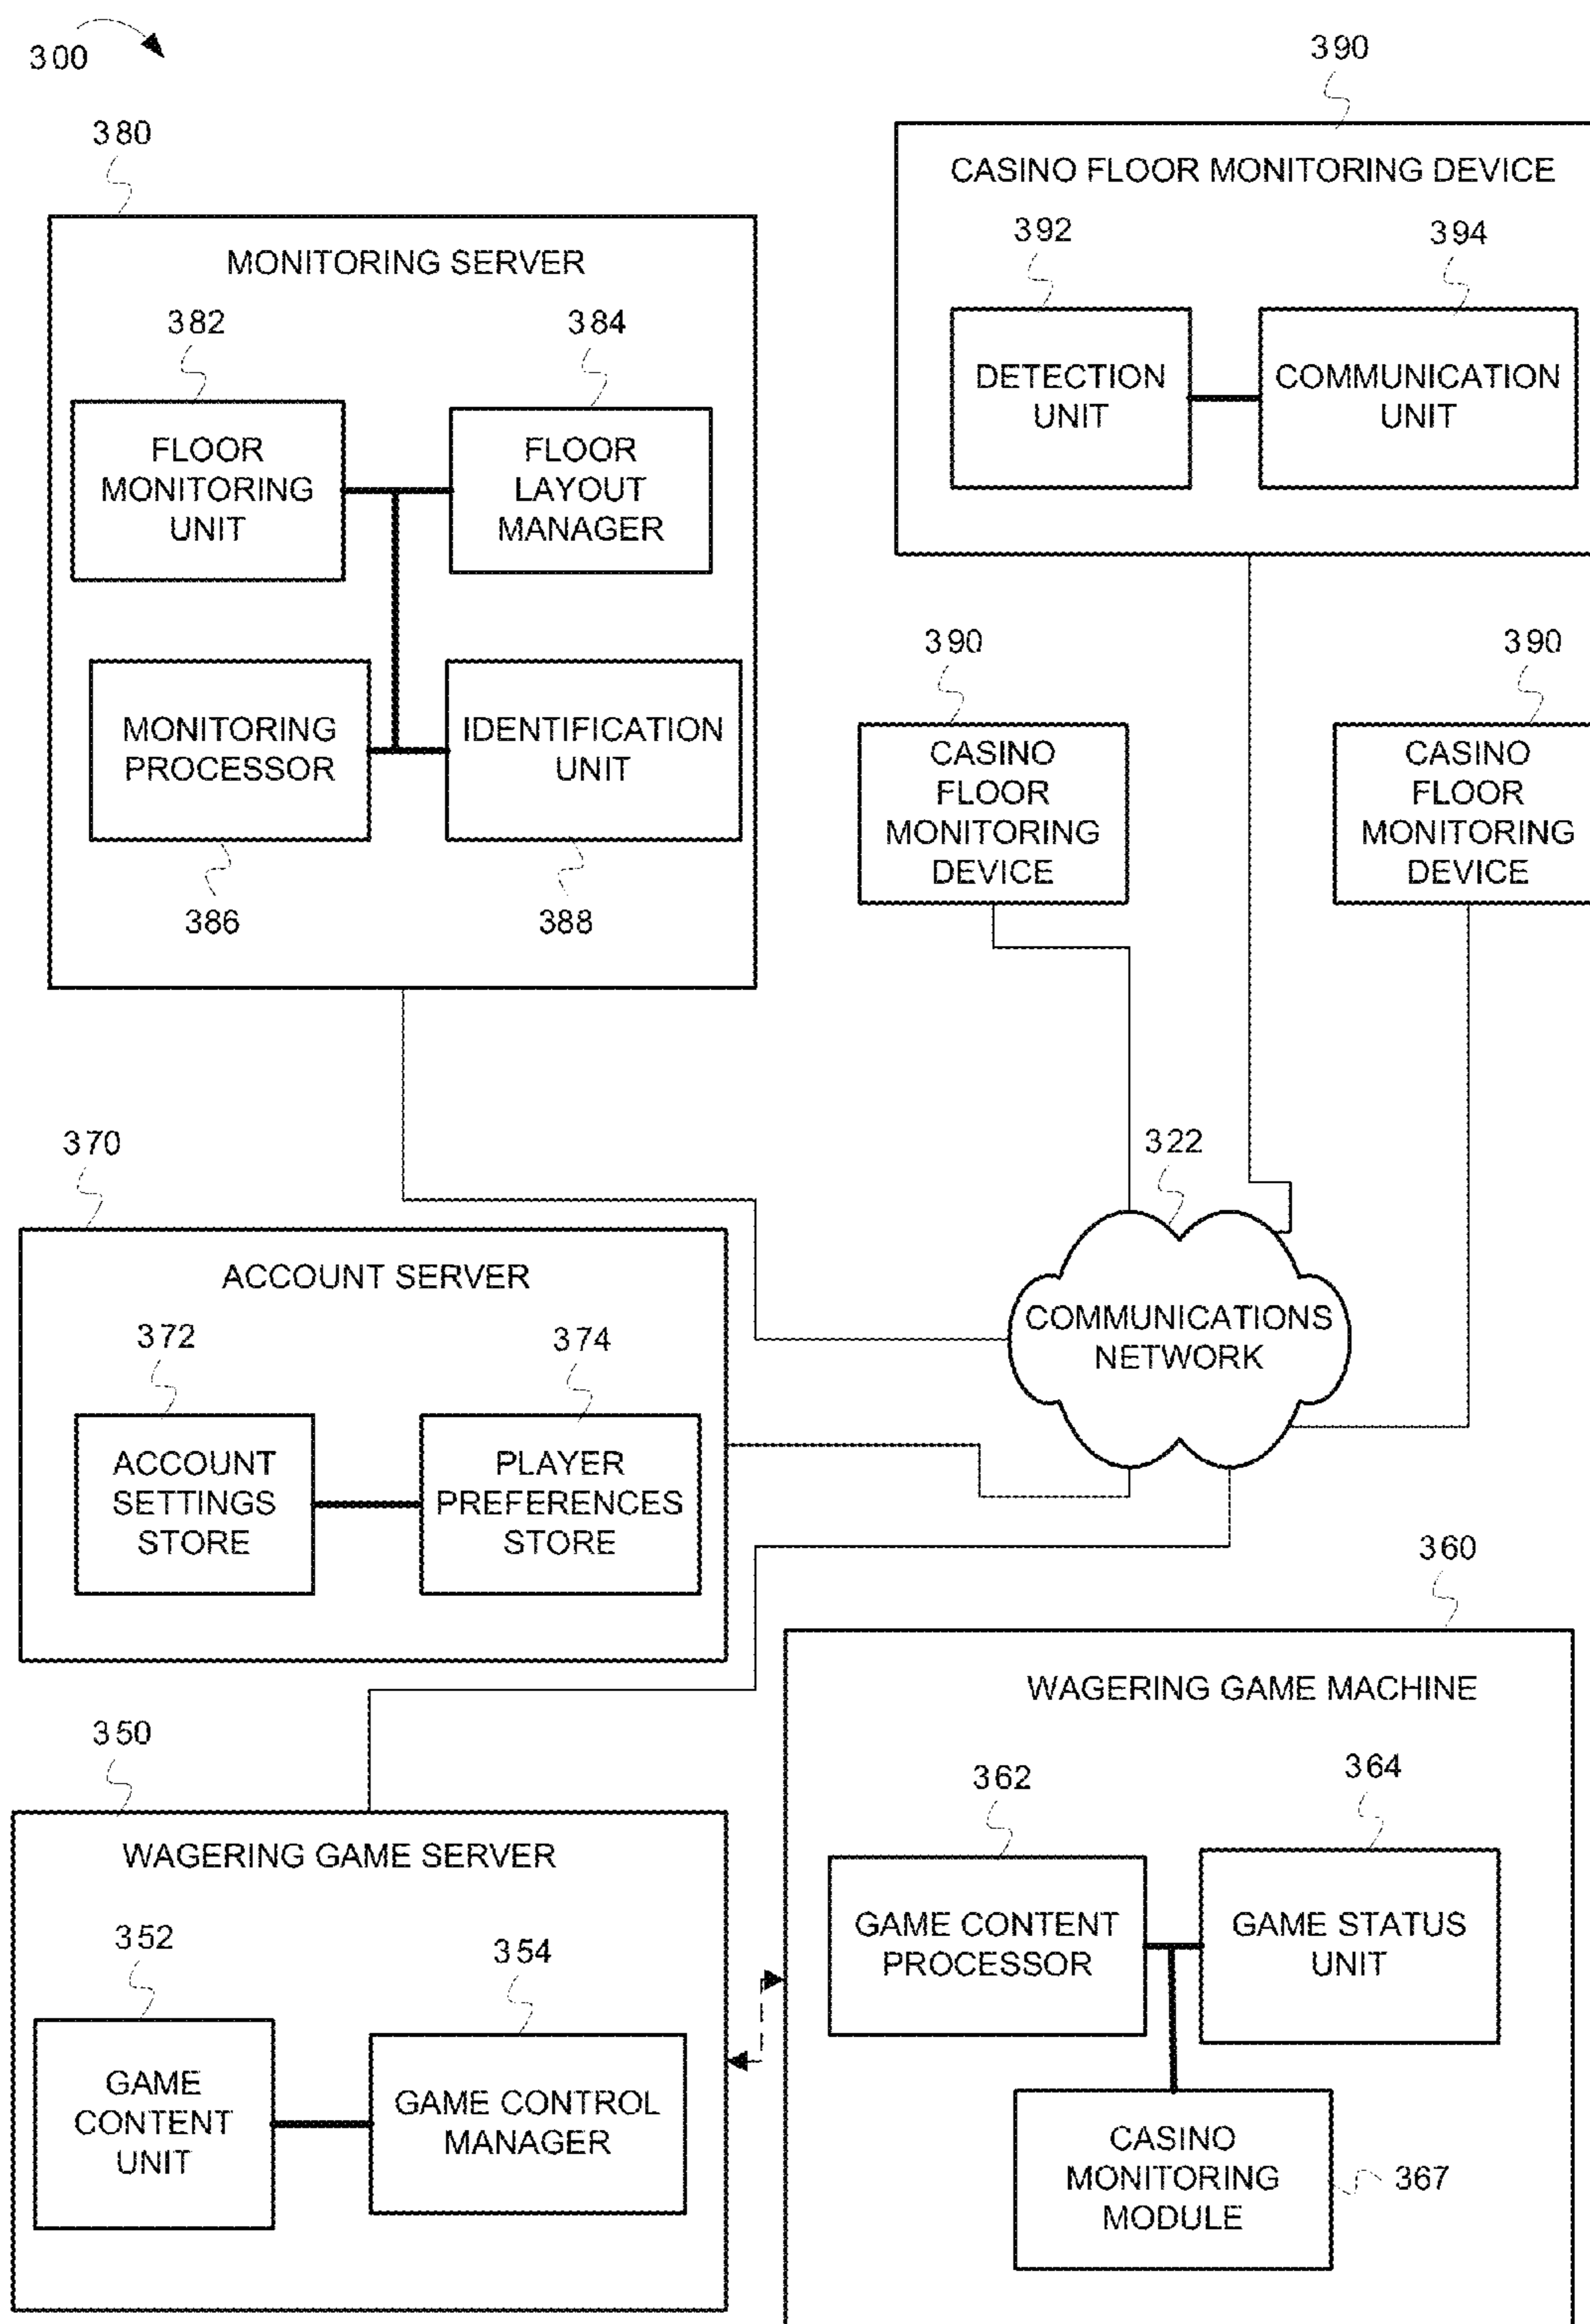 300
390
380
CASINO FLOOR MONITORING DEVICE
392
394
DETECTION
UNIT
COMMUNICATION
UNIT
MONITORING SERVER
382
384
FLOOR
MONITORING
UNIT
FLOOR
LAYOUT
MANAGER
MONITORING
PROCESSOR
IDENTIFICATION
UNIT
386
388
390
CASINO
FLOOR
MONITORING
DEVICE
390
CASINO
FLOOR
MONITORING
DEVICE
322
COMMUNICATIONS
NETWORK
370
ACCOUNT SERVER
372
374
ACCOUNT
SETTINGS
STORE
PLAYER
PREFERENCES
STORE
360
WAGERING GAME MACHINE
362
364
GAME CONTENT
PROCESSOR
GAME STATUS
UNIT
CASINO
MONITORING
MODULE
367
350
WAGERING GAME SERVER
352
354
GAME
CONTENT
UNIT
GAME CONTROL
MANAGER